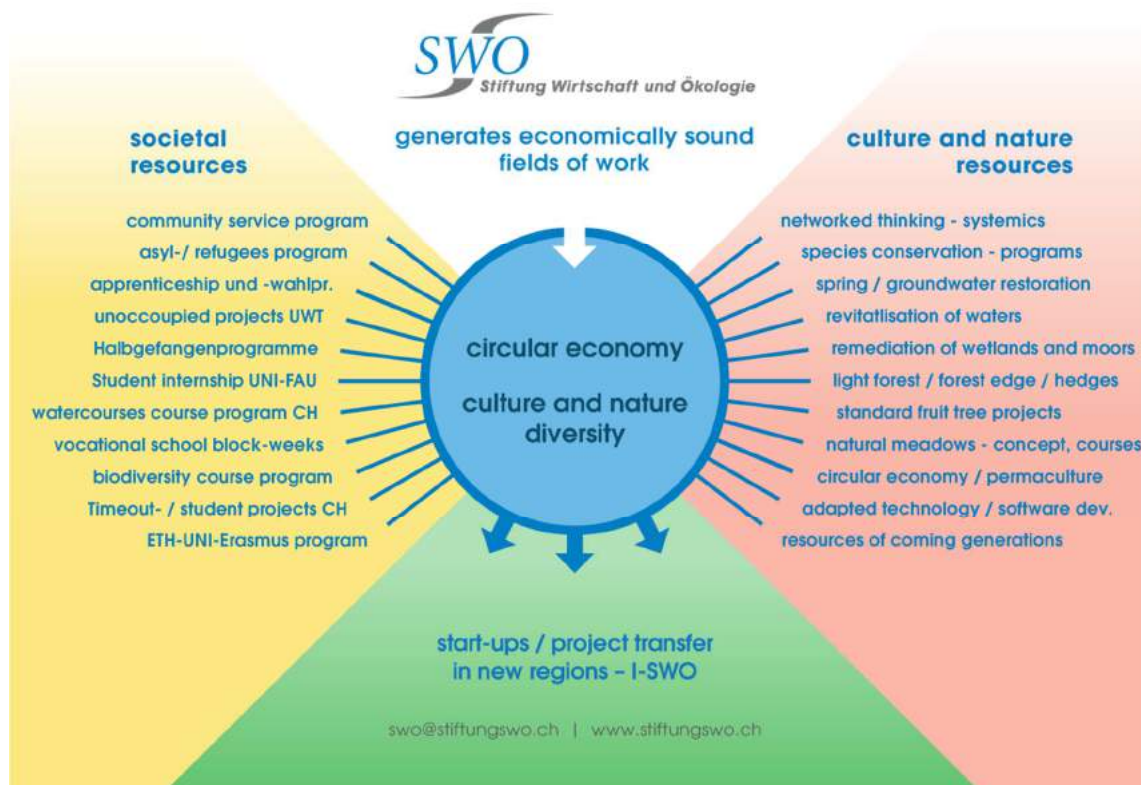 SWO
Stiftung Wirtschaft und Ökologie
generates economically sound
fields of work
societal
resources
community service program
asyl-/ refugees program
apprenticeship und -wahlpr.
unoccoupied projects UWT
Halbgefangenprogramme
Student internship UNI-FAU
watercourses course program CH
vocational school block-weeks
biodiversity course program
Timeout- / student projects CH
ETH-UNI-Erasmus program
circular economy
culture and nature
diversity
culture and nature
resources
networked thinking - systemics
species conservation - programs
spring / groundwater restoration
revitatlisation of waters
remediation of wetlands and moors
light forest / forest edge / hedges
standard fruit tree projects
natural meadows - concept, courses
circular economy / permaculture
adapted technology / software dev.
resources of coming generations
start-ups / project transfer
in new regions – I-SWO
swo@stiftungswo.ch | www.stiftungswo.ch